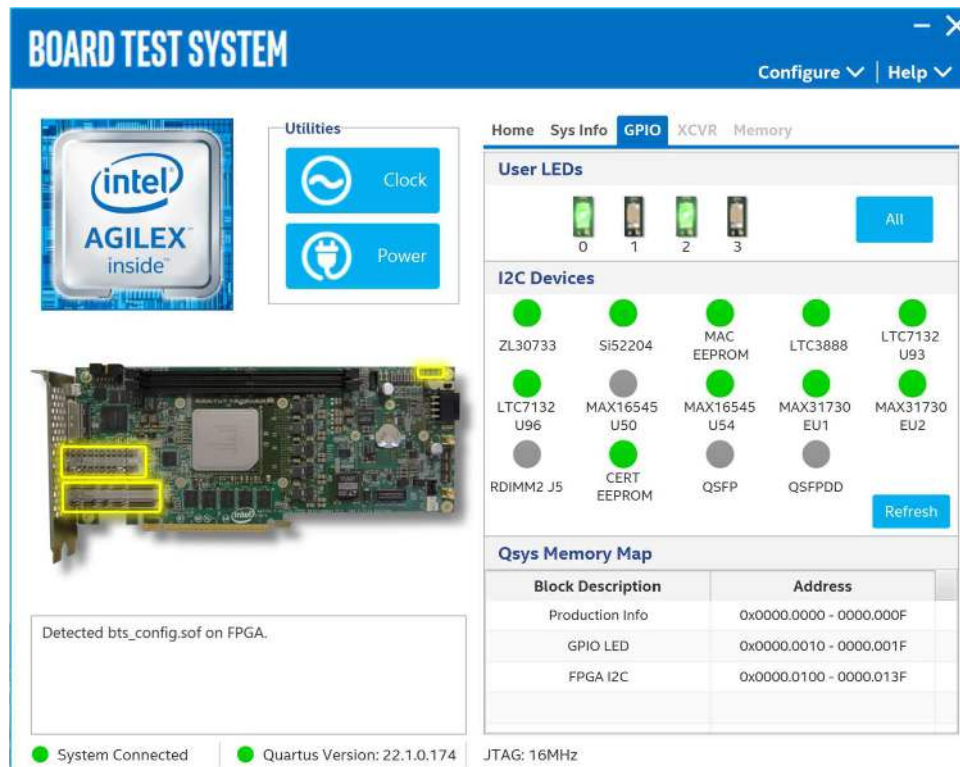 BOARD TEST SYSTEM
Configure | Help
intel
AGILEX
inside™
Utilities
Clock
Power
Home Sys Info GPIO XCVR Memory
User LEDs
0 1 2 3
All
I2C Devices
ZL30733
Si52204
MAC
EEPROM
LTC3888
LTC7132
U93
LTC7132
U96
MAX16545
U50
MAX16545
U54
MAX31730
EU1
MAX31730
EU2
RDIMM2 J5
CERT
EEPROM
QSFP
QSFPDD
Refresh
Qsys Memory Map
Block Description Address
Production Info 0x0000.0000 - 0000.000F
GPIO LED 0x0000.0010 - 0000.001F
FPGA I2C 0x0000.0100 - 0000.013F
intel
Detected bts_config.sof on FPGA.
System Connected Quartus Version: 22.1.0.174 JTAG: 16MHz